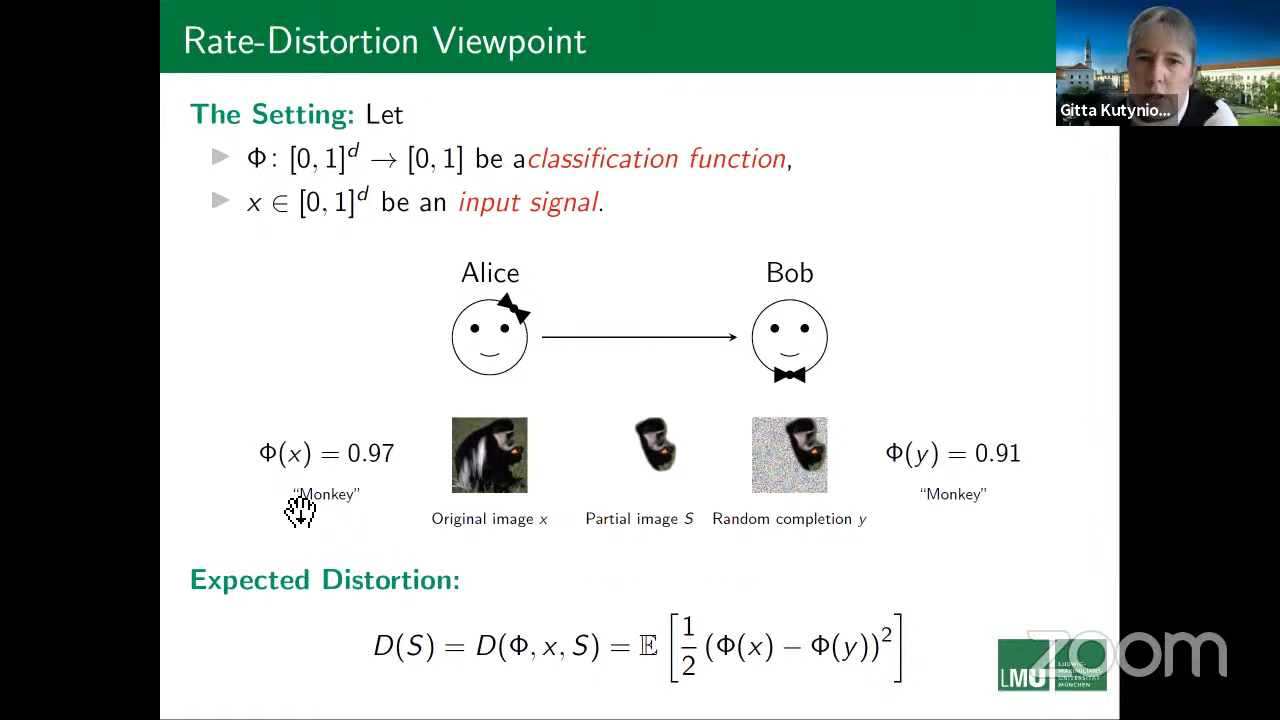 Rate-Distortion Viewpoint
Gitta Kutynio...
The Setting: Let
Φ: [0, 1]^d → [0, 1] be aclassification function,
x ∈ [0, 1]^d be an input signal.
Alice
Bob
Φ(x) = 0.97
Φ(y) = 0.91
"Monkey"
"Monkey"
Original image x
Partial image S
Random completion y
Expected Distortion:
D(S) = D(Φ, x, S) = 𝔼 [ 1/2 (Φ(x) − Φ(y))^2 ]
zoom
LMU
LUDWIG-
MAXIMILIANS
UNIVERSITÄT
MÜNCHEN